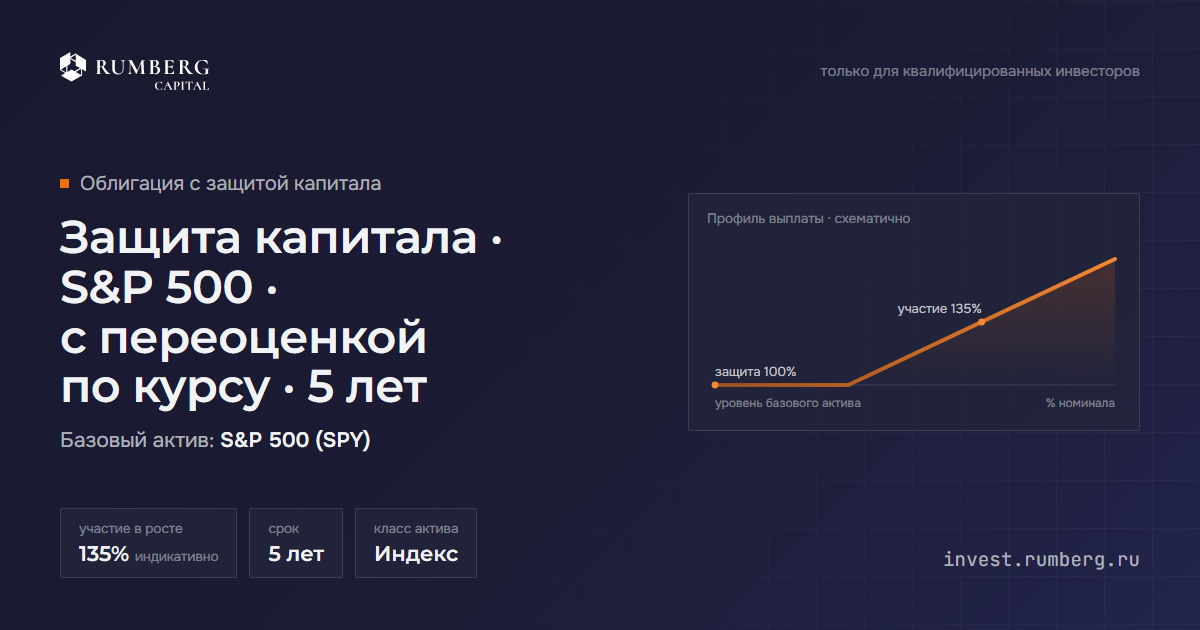 RUMBERG
CAPITAL
только для квалифицированных инвесторов
Облигация с защитой капитала
Защита капитала ·
S&P 500 ·
с переоценкой
по курсу · 5 лет
Базовый актив: S&P 500 (SPY)
Профиль выплаты · схематично
участие 135%
защита 100%
уровень базового актива
% номинала
участие в росте
135% индикативно
срок
5 лет
класс актива
Индекс
invest.rumberg.ru